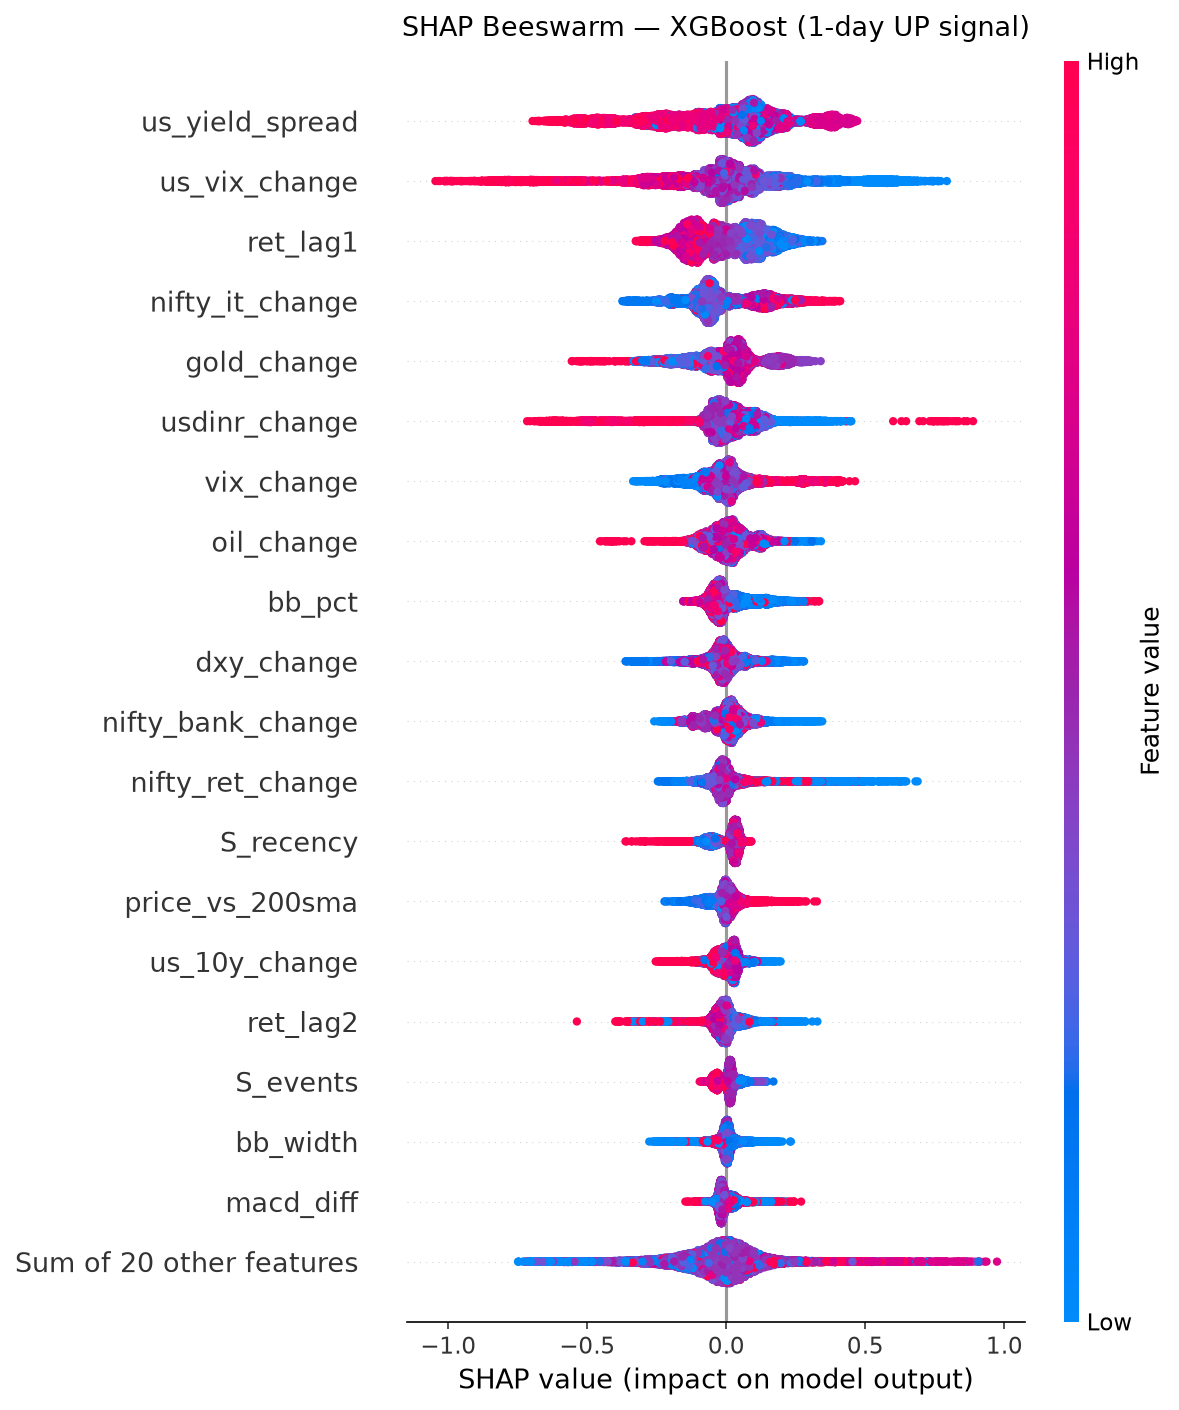 SHAP Beeswarm — XGBoost (1-day UP signal)
High
us_yield_spread
us_vix_change
ret_lag1
nifty_it_change
gold_change
usdinr_change
vix_change
oil_change
bb_pct
dxy_change
nifty_bank_change
nifty_ret_change
S_recency
price_vs_200sma
us_10y_change
ret_lag2
S_events
bb_width
macd_diff
Sum of 20 other features
Feature value
Low
−1.0 −0.5 0.0 0.5 1.0
SHAP value (impact on model output)